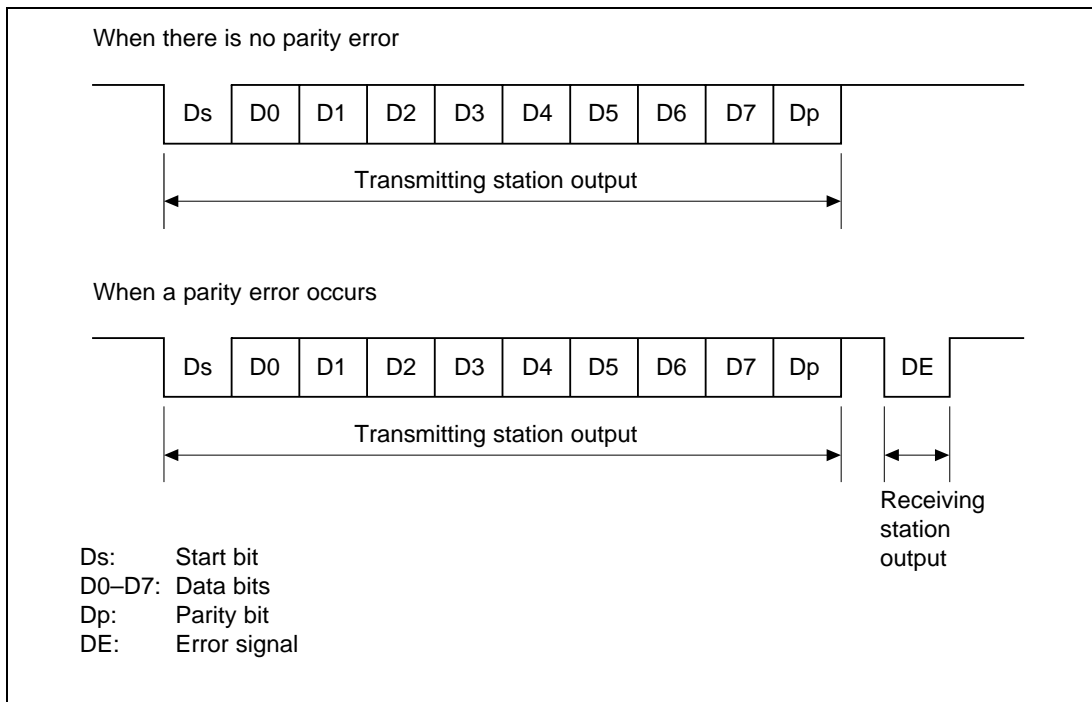 When there is no parity error
Ds D0 D1 D2 D3 D4 D5 D6 D7 Dp
Transmitting station output
When a parity error occurs
Ds D0 D1 D2 D3 D4 D5 D6 D7 Dp DE
Transmitting station output
Receiving
station
output
Ds: Start bit
D0–D7: Data bits
Dp: Parity bit
DE: Error signal